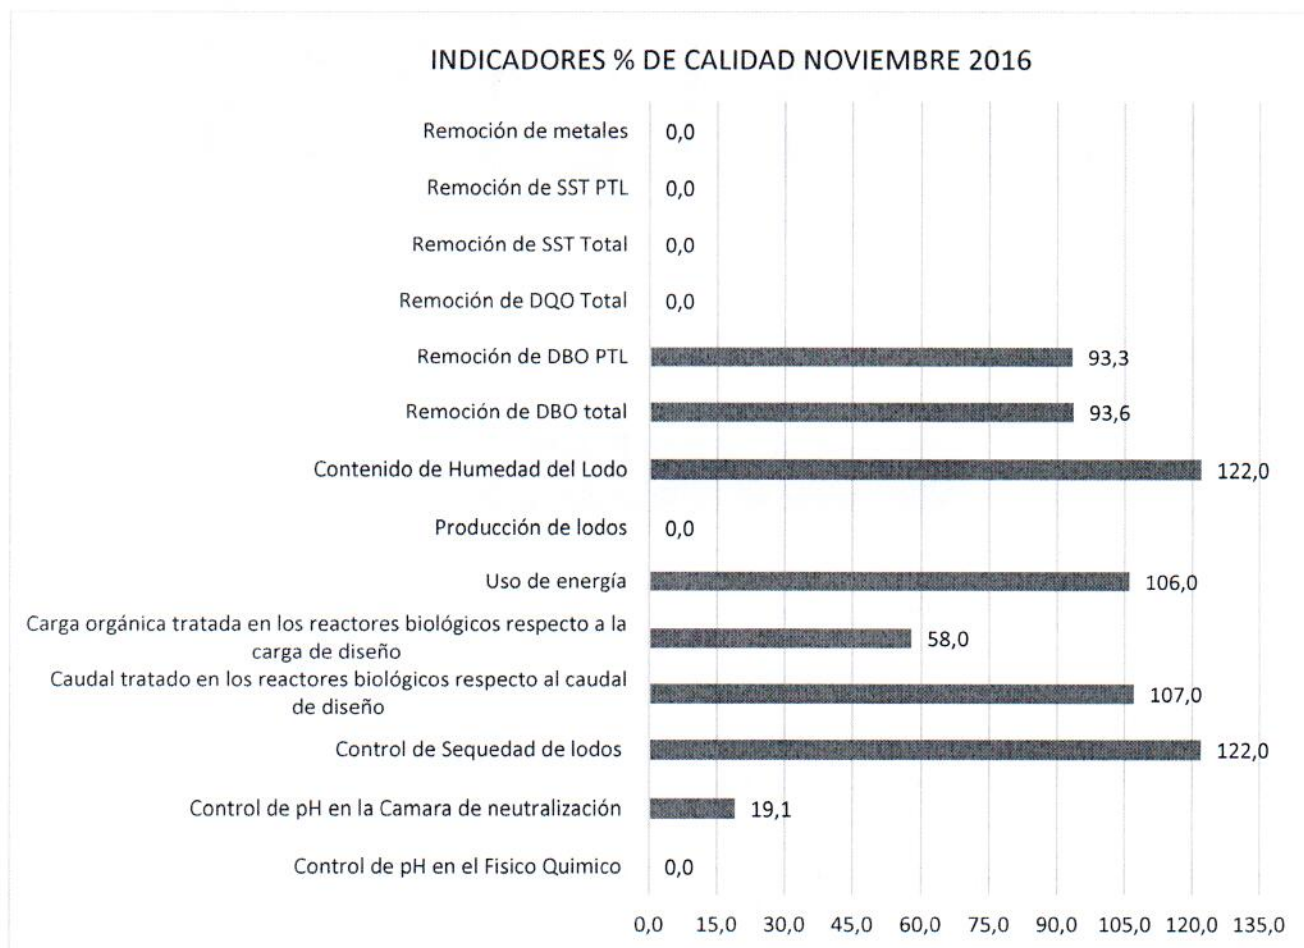 INDICADORES % DE CALIDAD NOVIEMBRE 2016
Remoción de metales 0,0
Remoción de SST PTL 0,0
Remoción de SST Total 0,0
Remoción de DQO Total 0,0
Remoción de DBO PTL 93,3
Remoción de DBO total 93,6
Contenido de Humedad del Lodo 122,0
Producción de lodos 0,0
Uso de energía 106,0
Carga orgánica tratada en los reactores biológicos respecto a la
carga de diseño 58,0
Caudal tratado en los reactores biológicos respecto al caudal
de diseño 107,0
Control de Sequedad de lodos 122,0
Control de pH en la Camara de neutralización 19,1
Control de pH en el Fisico Quimico 0,0
0,0 15,0 30,0 45,0 60,0 75,0 90,0 105,0 120,0 135,0